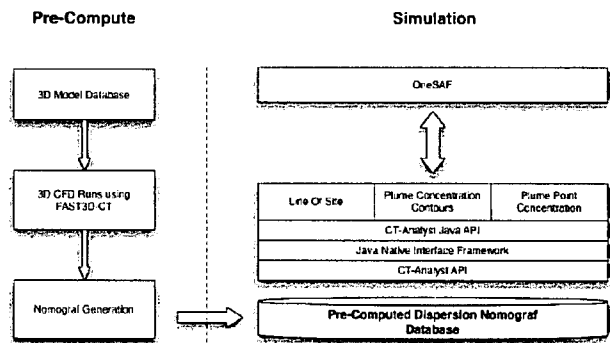 Pre-Compute
Simulation
3D Model Database
3D CFD Runs using
FAST3D-CT
Nomograf Generation
OneSAF
Line Of Site
Plume Concentration
Contours
Plume Point
Concentration
CT-Analyst Java API
Java Native Interface Framework
CT-Analyst API
Pre-Computed Dispersion Nomograf
Database